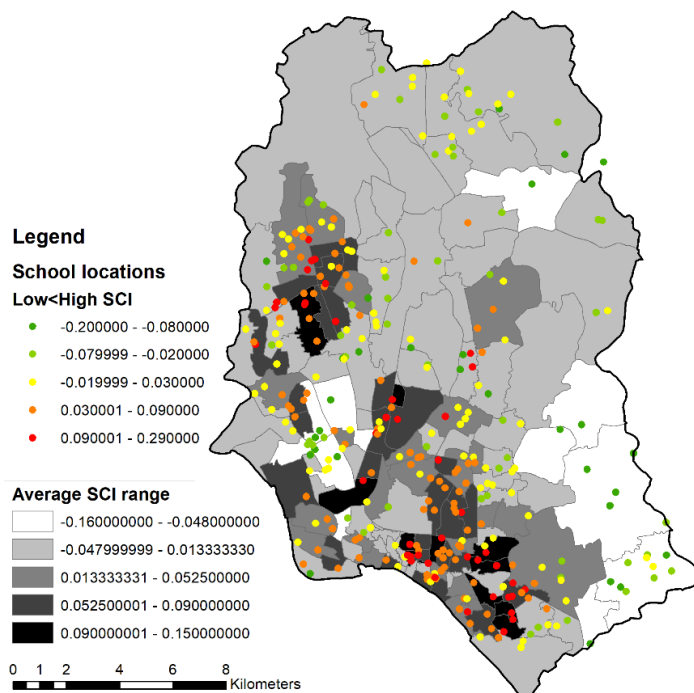 Legend
School locations
Low<High SCI
-0.200000 - -0.080000
-0.079999 - -0.020000
-0.019999 - 0.030000
0.030001 - 0.090000
0.090001 - 0.290000
Average SCI range
-0.160000000 - -0.048000000
-0.047999999 - 0.013333330
0.013333331 - 0.052500000
0.052500001 - 0.090000000
0.090000001 - 0.150000000
0 1 2 4 6 8
Kilometers